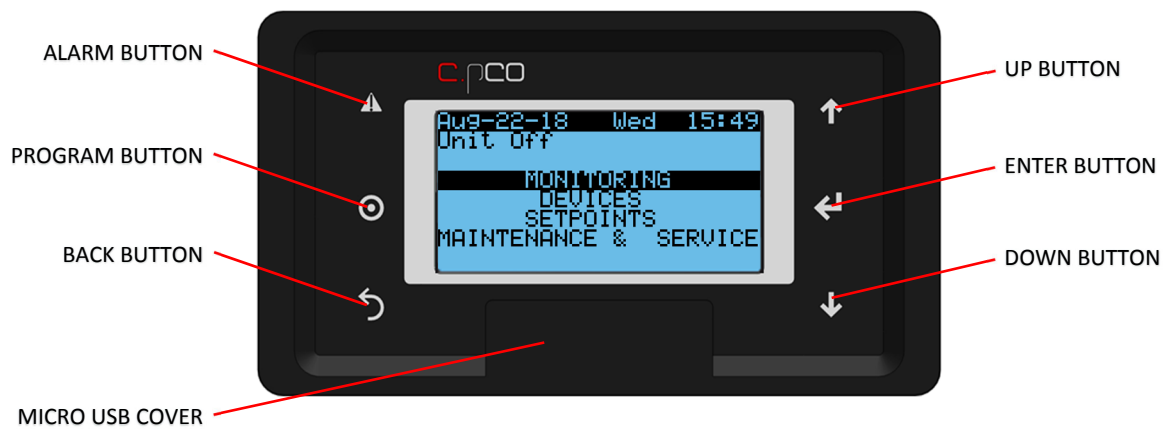 ALARM BUTTON
PROGRAM BUTTON
BACK BUTTON
MICRO USB COVER
c.pCO
Aug-22-18 Wed 15:49
Unit Off
MONITORING
DEVICES
SETPOINTS
MAINTENANCE & SERVICE
UP BUTTON
ENTER BUTTON
DOWN BUTTON